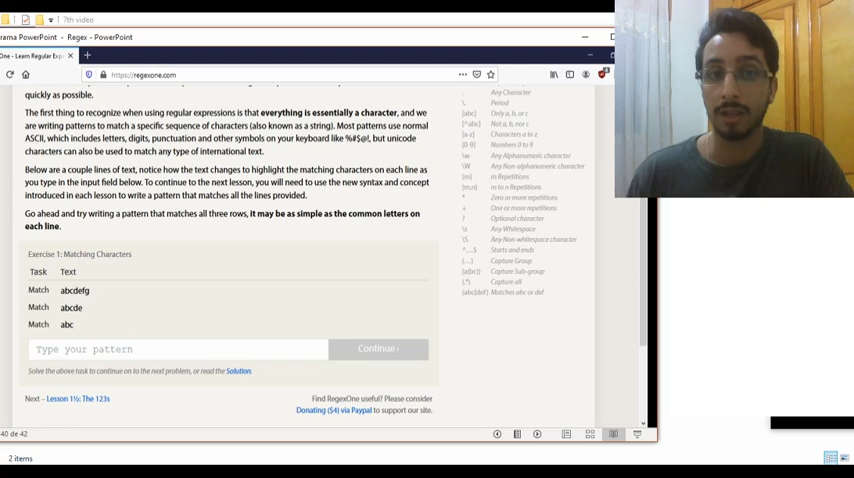 7th video
rama PowerPoint - Regex - PowerPoint
One - Learn Regular Exp
https://regexone.com
quickly as possible.
The first thing to recognize when using regular expressions is that everything is essentially a character, and we
are writing patterns to match a specific sequence of characters (also known as a string). Most patterns use normal
ASCII, which includes letters, digits, punctuation and other symbols on your keyboard like %#$@!, but unicode
characters can also be used to match any type of international text.
Below are a couple lines of text, notice how the text changes to highlight the matching characters on each line as
you type in the input field below. To continue to the next lesson, you will need to use the new syntax and concept
introduced in each lesson to write a pattern that matches all the lines provided.
Go ahead and try writing a pattern that matches all three rows, it may be as simple as the common letters on
each line.
Exercise 1: Matching Characters
Task Text
Match abcdefg
Match abcde
Match abc
Type your pattern
Continue ›
Solve the above task to continue on to the next problem, or read the Solution.
Next – Lesson 1½: The 123s
Find RegexOne useful? Please consider
Donating ($4) via Paypal to support our site.
. Any Character
\. Period
[abc] Only a, b, or c
[^abc] Not a, b, nor c
[a-z] Characters a to z
[0-9] Numbers 0 to 9
\w Any Alphanumeric character
\W Any Non-alphanumeric character
{m} m Repetitions
{m,n} m to n Repetitions
* Zero or more repetitions
+ One or more repetitions
? Optional character
\s Any Whitespace
\S Any Non-whitespace character
^…$ Starts and ends
(…) Capture Group
(a(bc)) Capture Sub-group
(.*) Capture all
(abc|def) Matches abc or def
40 de 42
2 items